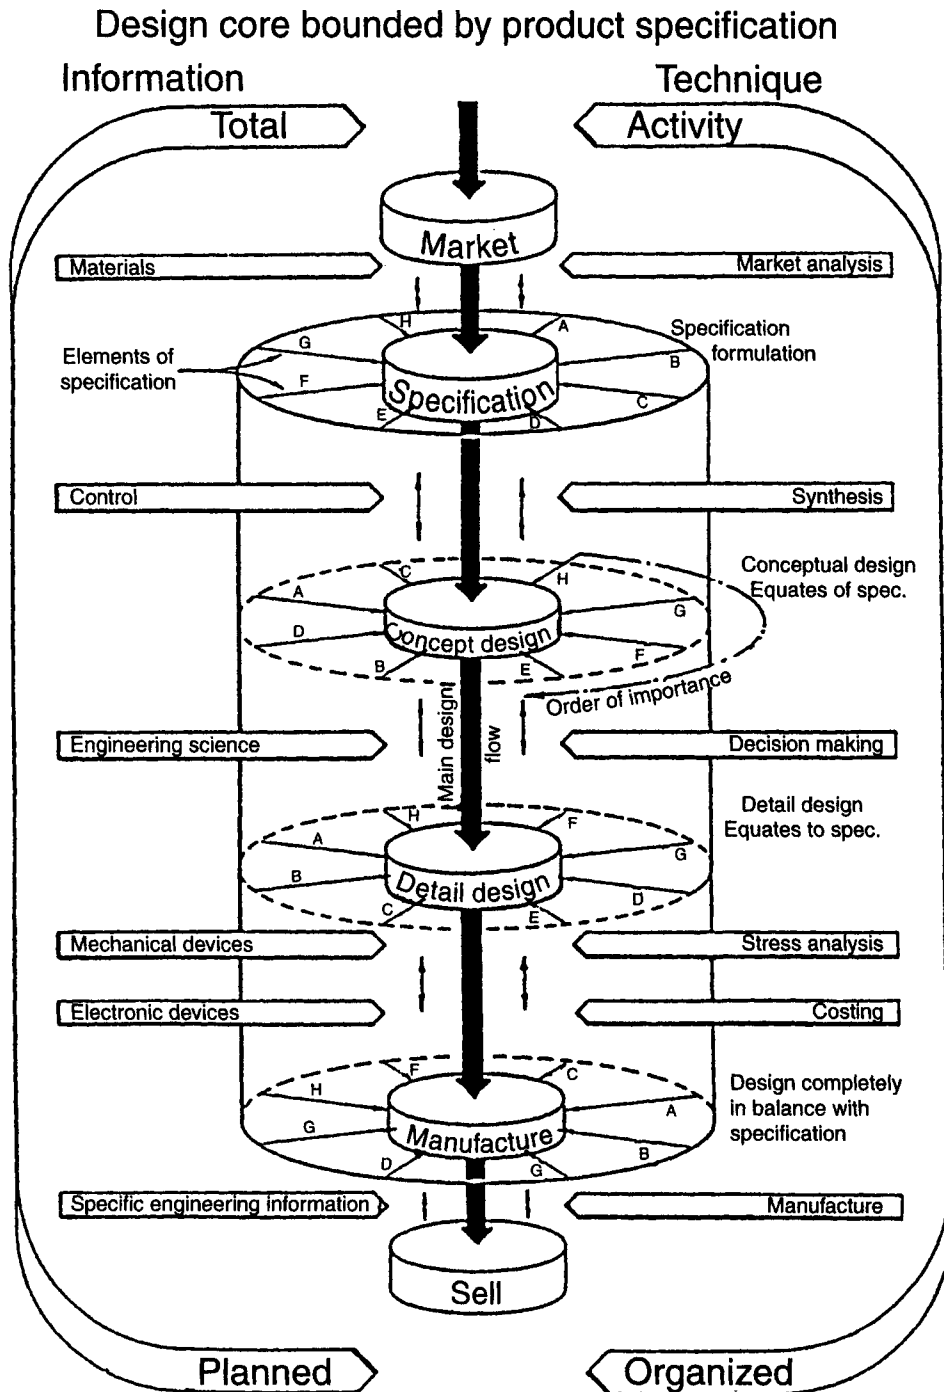 Design core bounded by product specification
Information
Technique
Total
Activity
Market
Materials
Market analysis
H
A
G
B
Specification
formulation
Elements of
specification
F
C
Specification
E
D
Control
Synthesis
C
H
Conceptual design
Equates of spec.
A
G
D
F
Concept design
B
E
Order of importance
Main design
flow
Engineering science
Decision making
Detail design
Equates to spec.
H
F
A
G
B
D
Detail design
C
E
Mechanical devices
Stress analysis
Electronic devices
Costing
F
C
H
A
Design completely
in balance with
specification
G
B
Manufacture
D
G
Specific engineering information
Manufacture
Sell
Planned
Organized